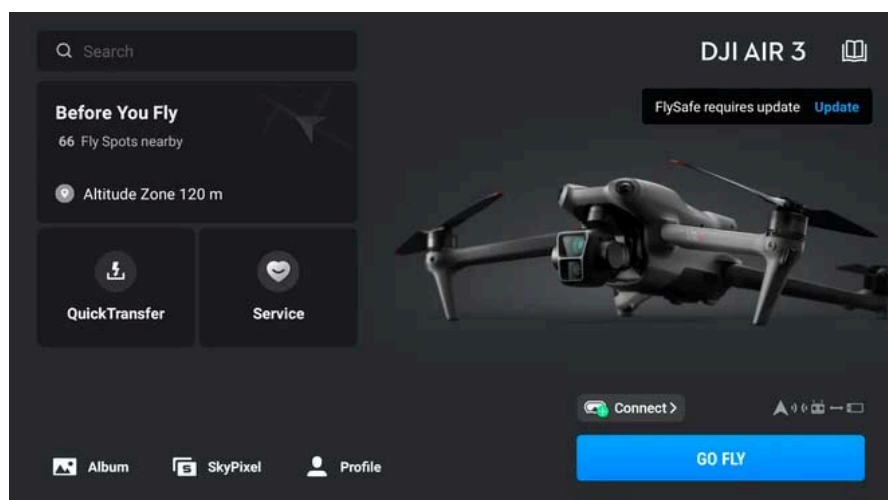 Search
DJI AIR 3
Before You Fly
66 Fly Spots nearby
Altitude Zone 120 m
FlySafe requires update Update
QuickTransfer
Service
Connect >
GO FLY
Album
S SkyPixel
Profile